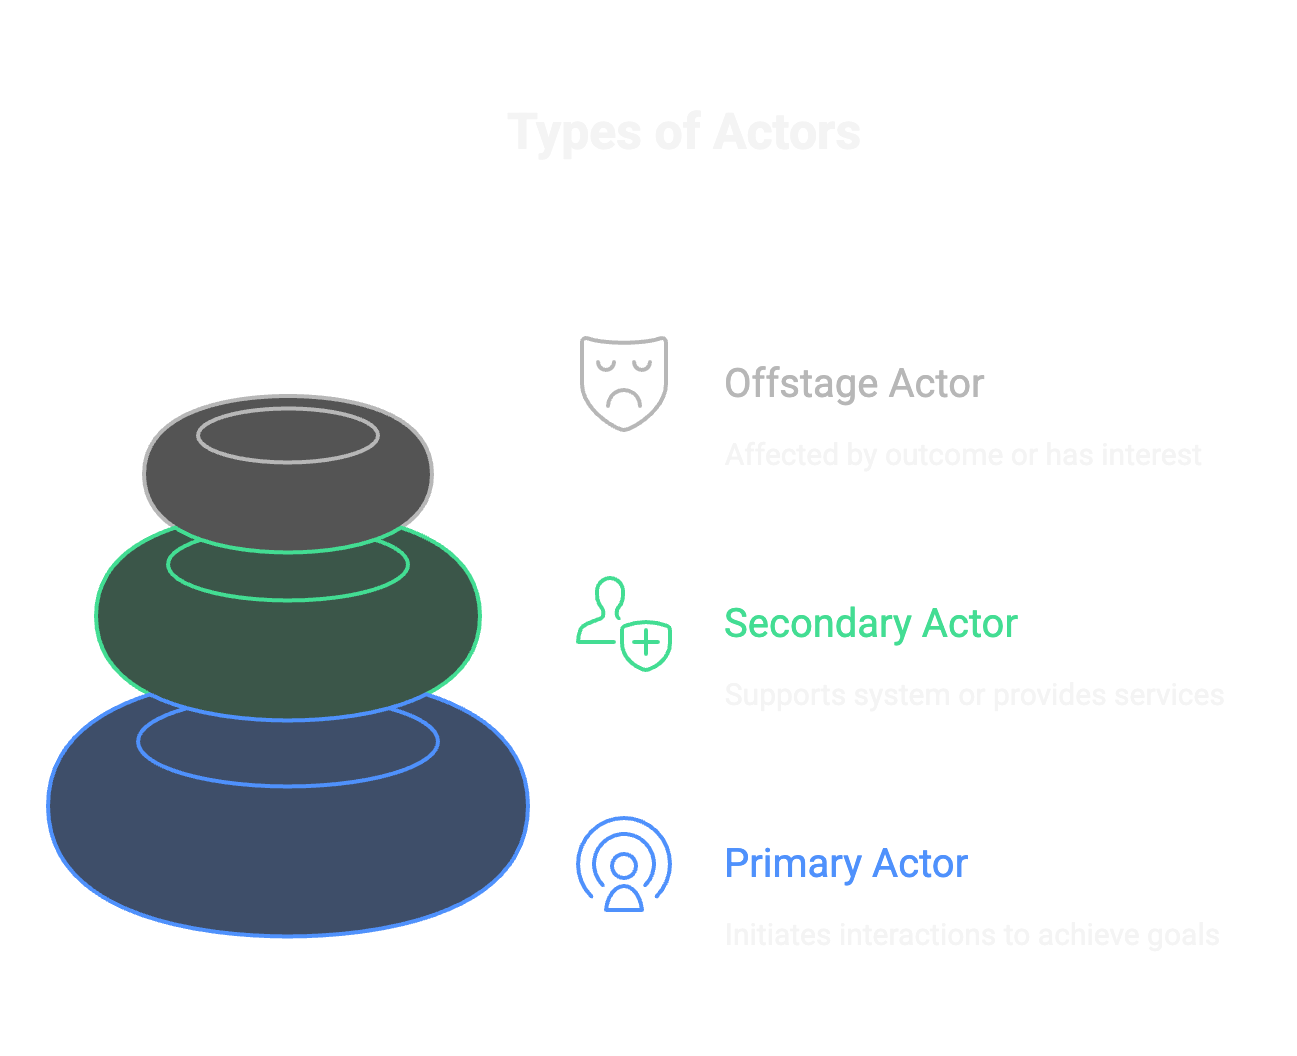 Types of Actors
Offstage Actor
Affected by outcome or has interest
Secondary Actor
Supports system or provides services
Primary Actor
Initiates interactions to achieve goals